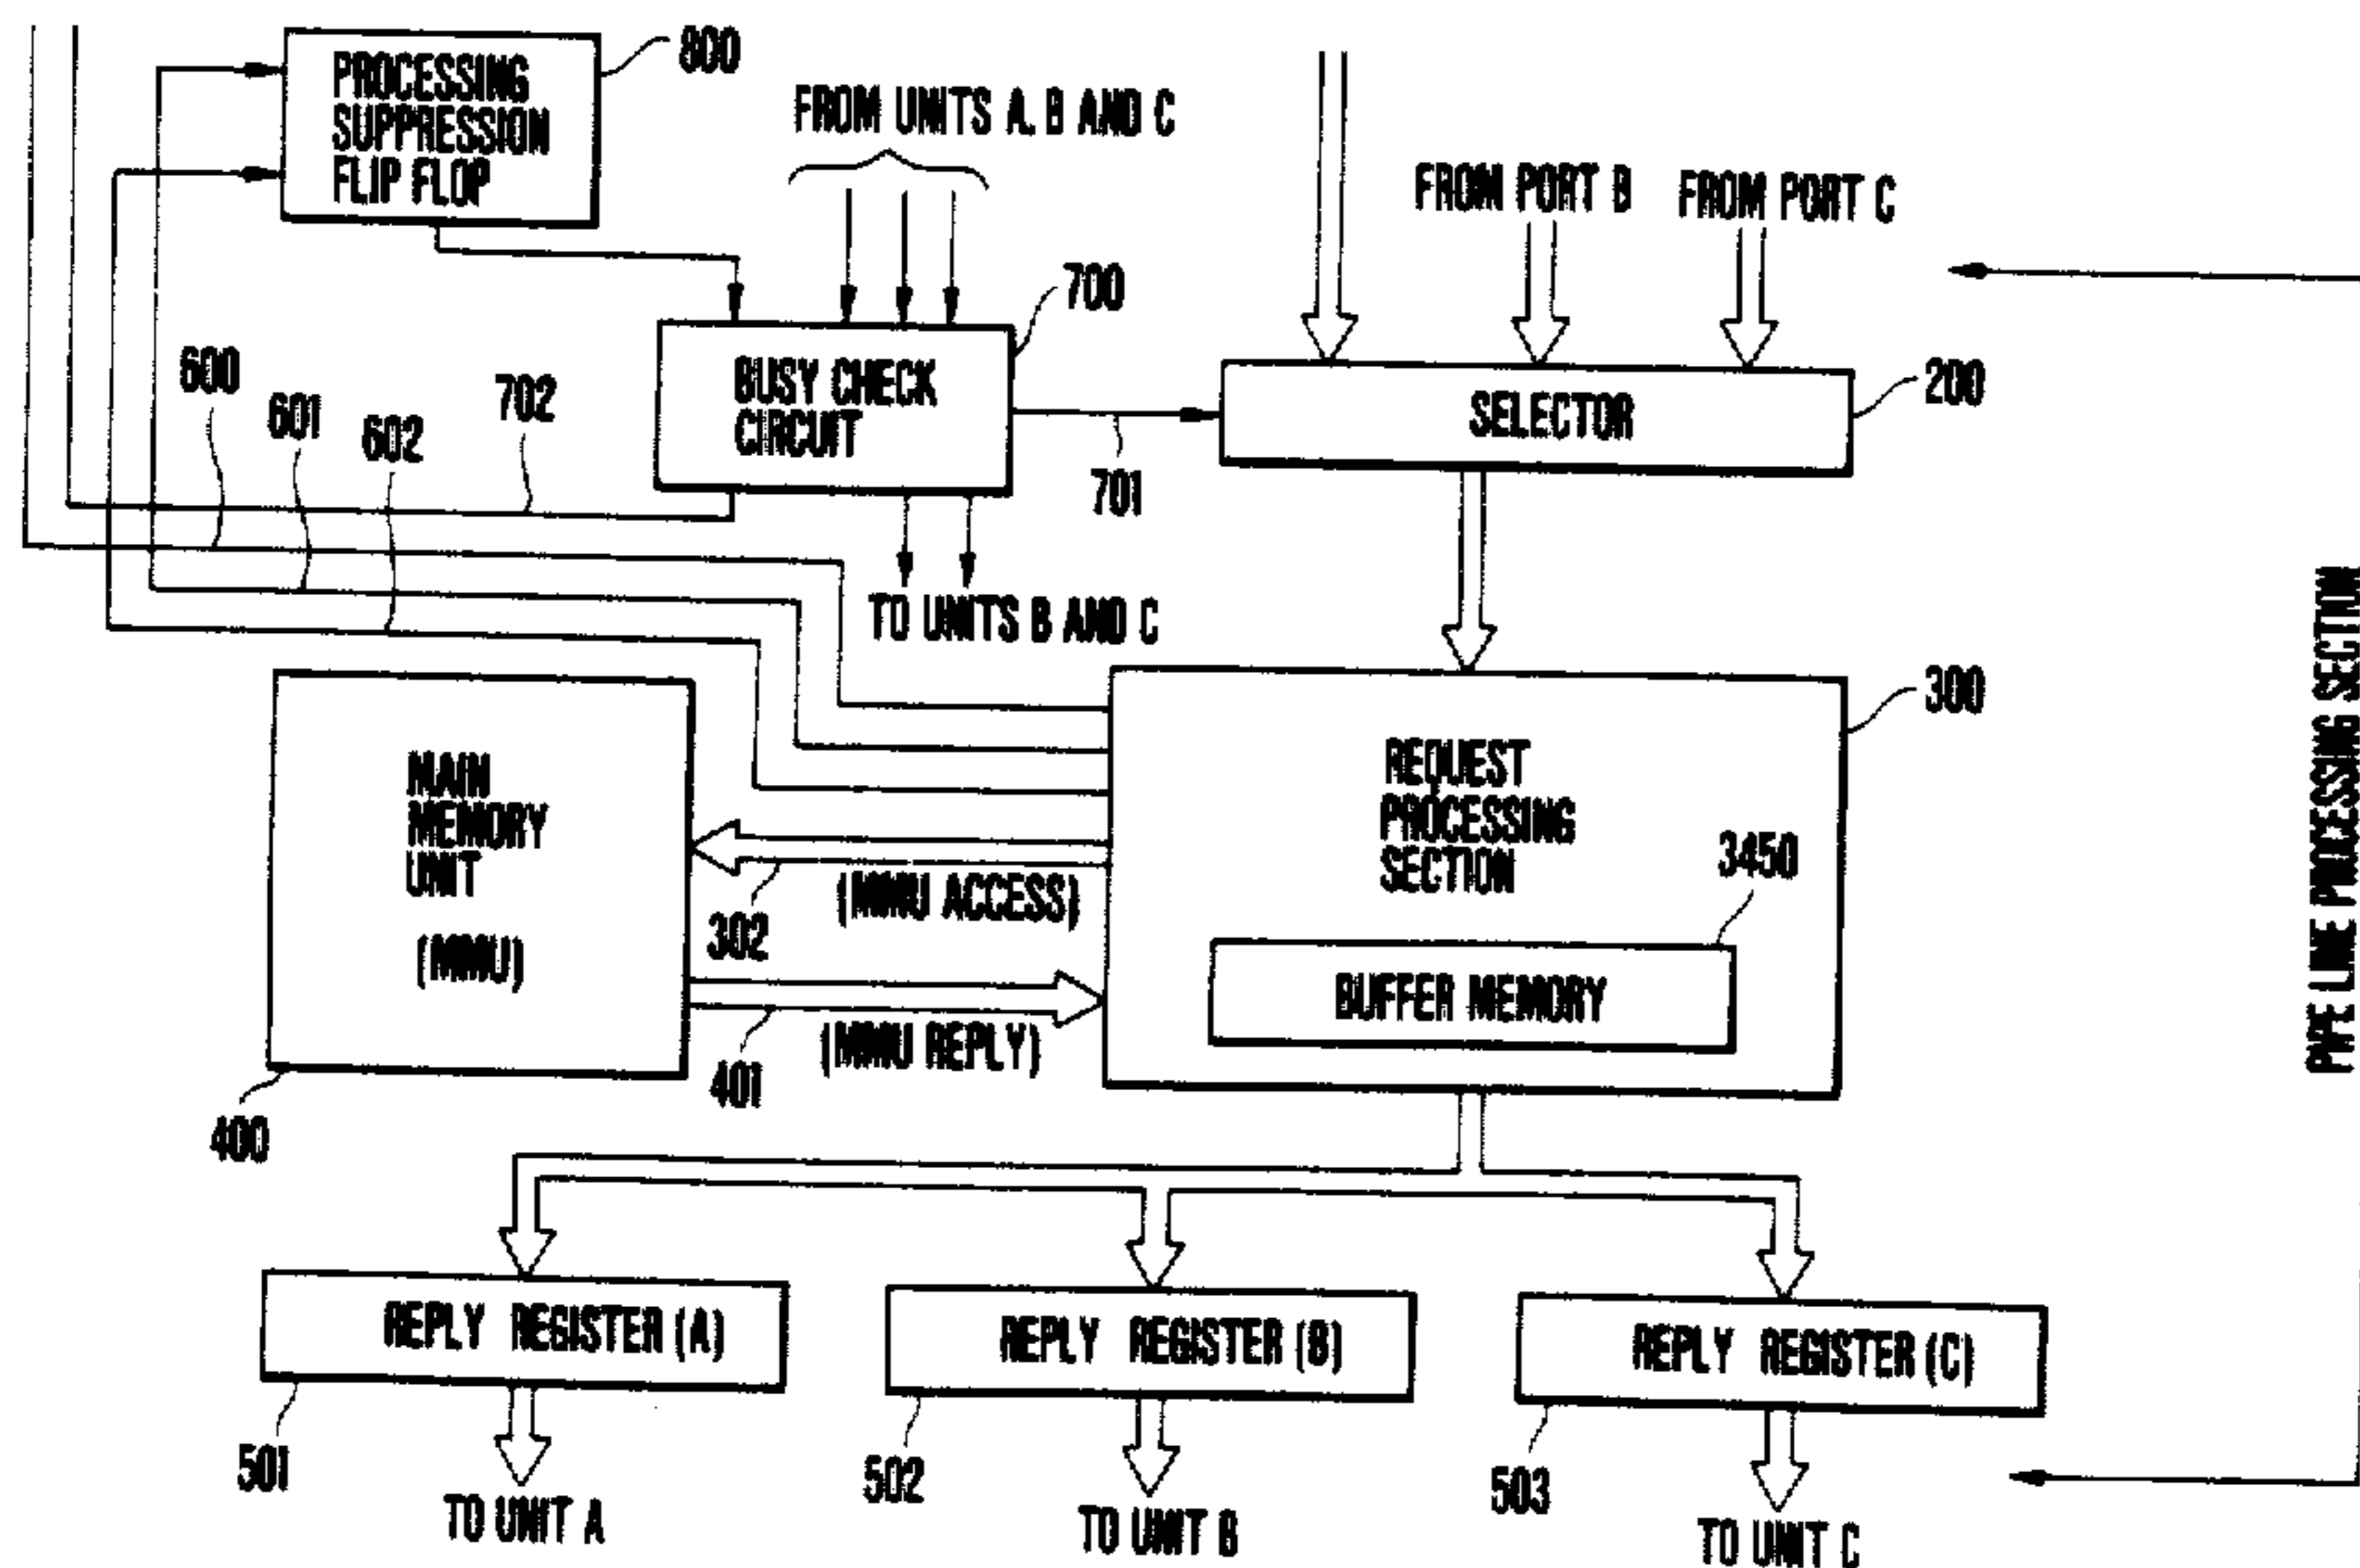 PROCESSING
SUPPRESSION
FLIP FLOP
800
FROM UNITS A, B AND C
FROM PORT B
FROM PORT C
700
BUSY CHECK
CIRCUIT
600
601
602
702
701
SELECTOR
200
TO UNITS B AND C
MAIN
MEMORY
UNIT
(MMU)
400
302
(MMU ACCESS)
401
(MMU REPLY)
REQUEST
PROCESSING
SECTION
300
3450
BUFFER MEMORY
PIPE LINE PROCESSING SECTION
REPLY REGISTER (A)
REPLY REGISTER (B)
REPLY REGISTER (C)
501
502
503
TO UNIT A
TO UNIT B
TO UNIT C